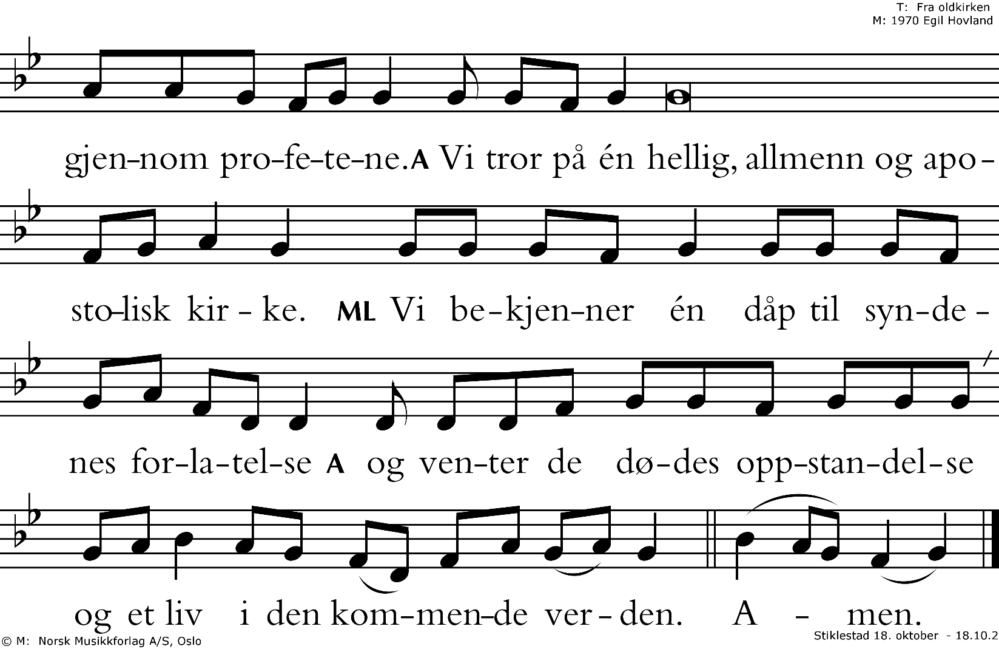 T: Fra oldkirken
M: 1970 Egil Hovland
gjen-nom pro-fe-te-ne. A Vi tror på én hellig, allmenn og apo-
sto-lisk kir-ke. ML Vi be-kjen-ner én dåp til syn-de-
nes for-la-tel-se A og ven-ter de dø-des opp-stan-del-se
og et liv i den kom-men-de ver-den. A - men.
© M: Norsk Musikkforlag A/S, Oslo
Stiklestad 18. oktober - 18.10.2